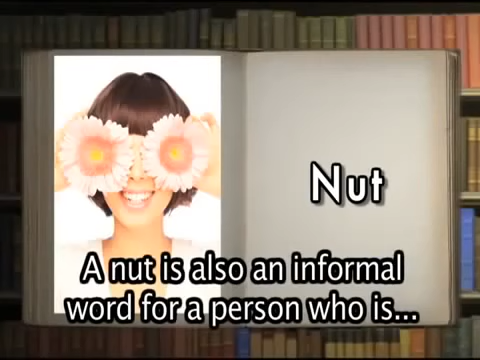 Nut
A nut is also an informal
word for a person who is...